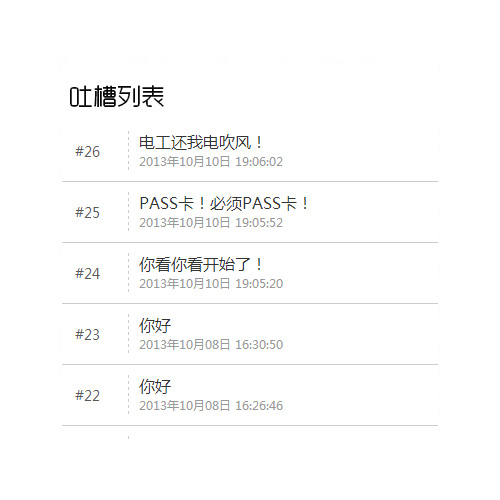 吐槽列表
#26
电工还我电吹风！
2013年10月10日 19:06:02
#25
PASS卡！必须PASS卡！
2013年10月10日 19:05:52
#24
你看你看开始了！
2013年10月10日 19:05:20
#23
你好
2013年10月08日 16:30:50
#22
你好
2013年10月08日 16:26:46